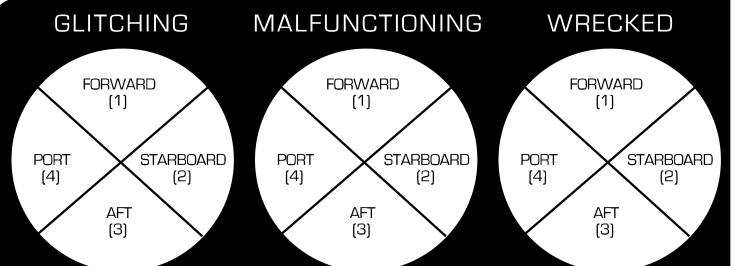 GLITCHING
FORWARD
(1)
PORT
(4)
STARBOARD
(2)
AFT
(3)
MALFUNCTIONING
FORWARD
(1)
PORT
(4)
STARBOARD
(2)
AFT
(3)
WRECKED
FORWARD
(1)
PORT
(4)
STARBOARD
(2)
AFT
(3)